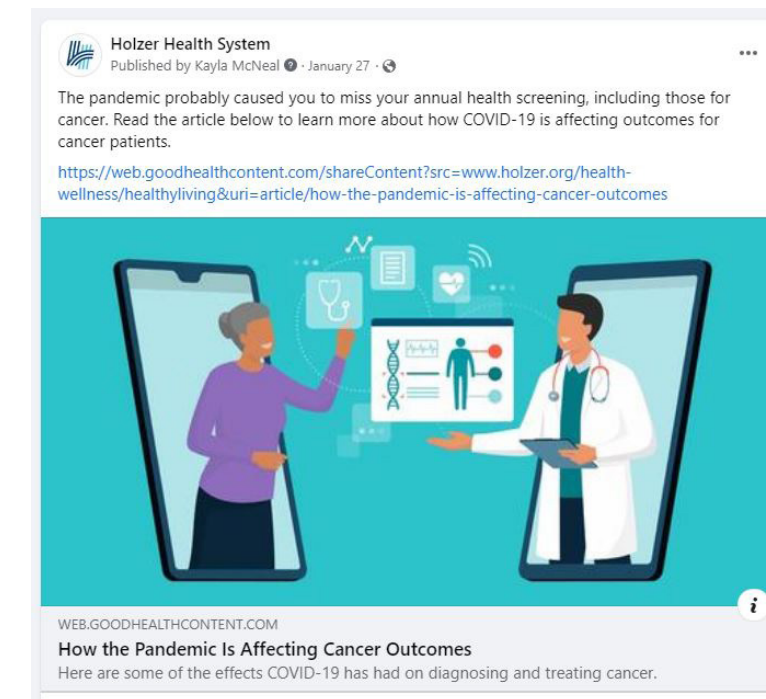 Holzer Health System
Published by Kayla McNeal · January 27 ·
The pandemic probably caused you to miss your annual health screening, including those for
cancer. Read the article below to learn more about how COVID-19 is affecting outcomes for
cancer patients.
https://web.goodhealthcontent.com/shareContent?src=www.holzer.org/health-
wellness/healthyliving&uri=article/how-the-pandemic-is-affecting-cancer-outcomes
WEB.GOODHEALTHCONTENT.COM
How the Pandemic Is Affecting Cancer Outcomes
Here are some of the effects COVID-19 has had on diagnosing and treating cancer.